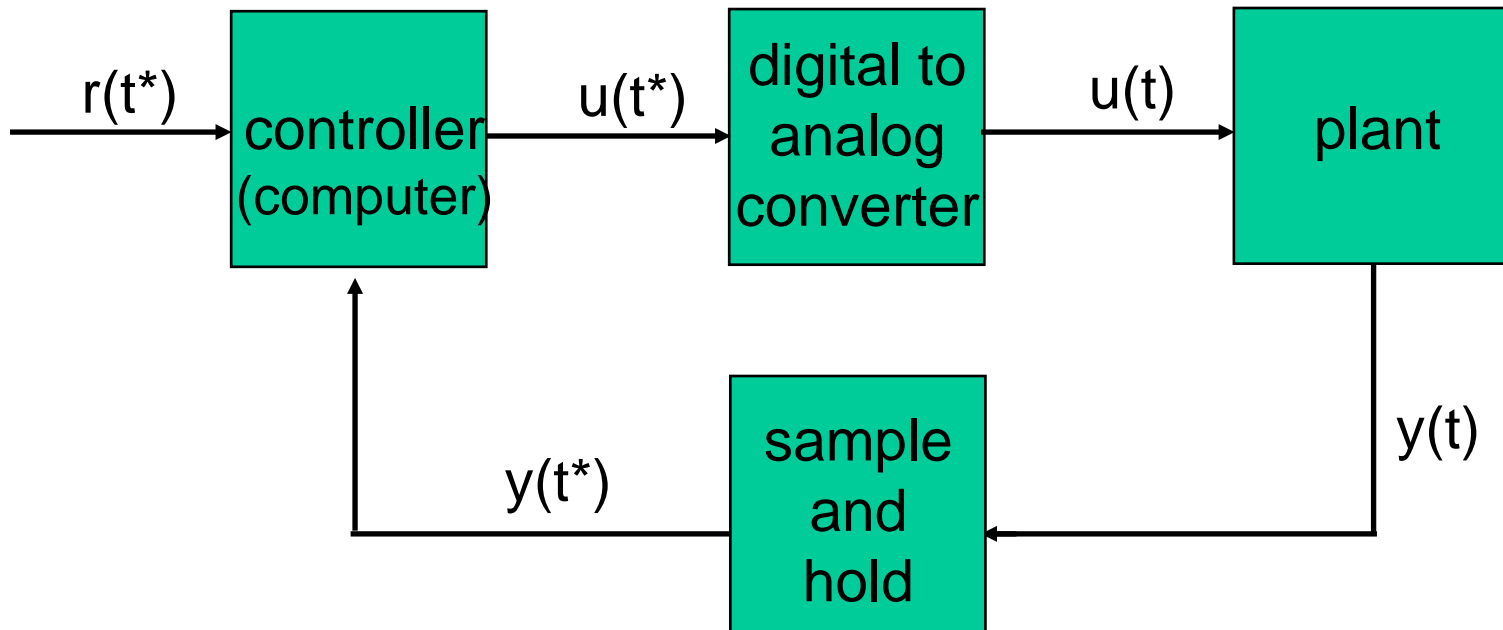 r(t*)
controller
(computer)
u(t*)
digital to
analog
converter
u(t)
plant
y(t)
sample
and
hold
y(t*)